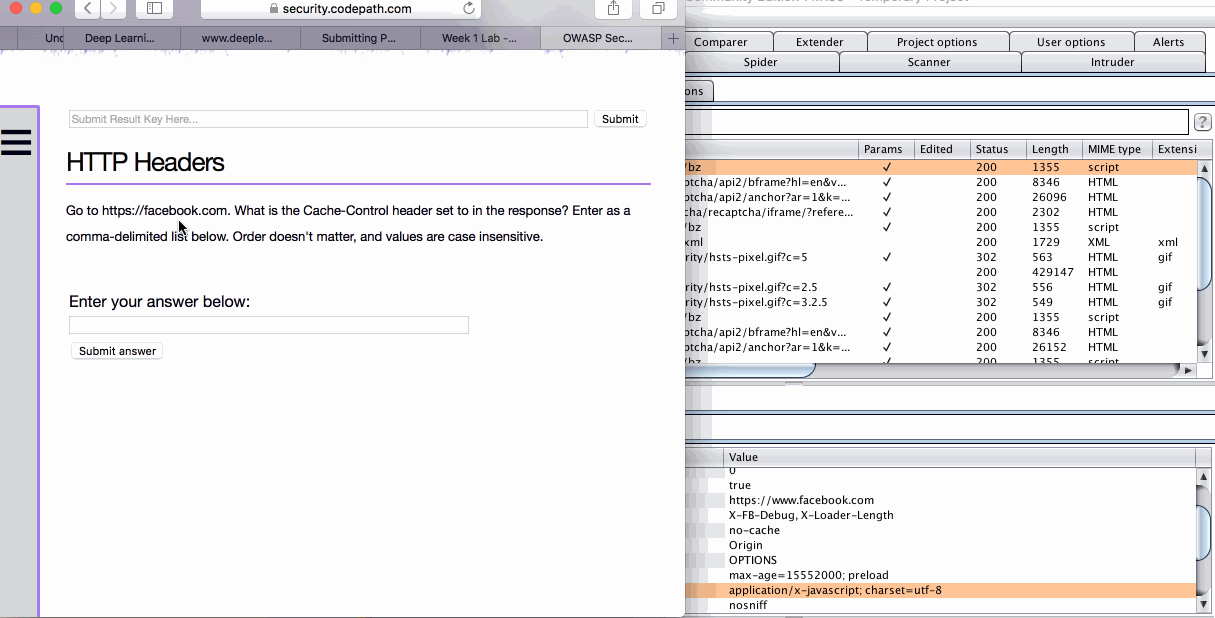 security.codepath.com
Und
Deep Learni...
www.deeple...
Submitting P...
Week 1 Lab -...
OWASP Sec...
Submit Result Key Here...
Submit
HTTP Headers
Go to https://facebook.com. What is the Cache-Control header set to in the response? Enter as a
comma-delimited list below. Order doesn't matter, and values are case insensitive.
Enter your answer below:
Submit answer
Comparer Extender Project options User options Alerts
Spider Scanner Intruder
ons
?
Params Edited Status Length MIME type Extensi
/bz ✓ 200 1355 script
ptcha/api2/bframe?hl=en&v... ✓ 200 8346 HTML
ptcha/api2/anchor?ar=1&k=... ✓ 200 26096 HTML
cha/recaptcha/iframe/?refere... ✓ 200 2302 HTML
/bz ✓ 200 1355 script
xml 200 1729 XML xml
rity/hsts-pixel.gif?c=5 ✓ 302 563 HTML gif
200 429147 HTML
rity/hsts-pixel.gif?c=2.5 ✓ 302 556 HTML gif
rity/hsts-pixel.gif?c=3.2.5 ✓ 302 549 HTML gif
/bz ✓ 200 1355 script
ptcha/api2/bframe?hl=en&v... ✓ 200 8346 HTML
ptcha/api2/anchor?ar=1&k=... ✓ 200 26152 HTML
/bz ✓ 200 1355 script
Value
0
true
https://www.facebook.com
X-FB-Debug, X-Loader-Length
no-cache
Origin
OPTIONS
max-age=15552000; preload
application/x-javascript; charset=utf-8
nosniff